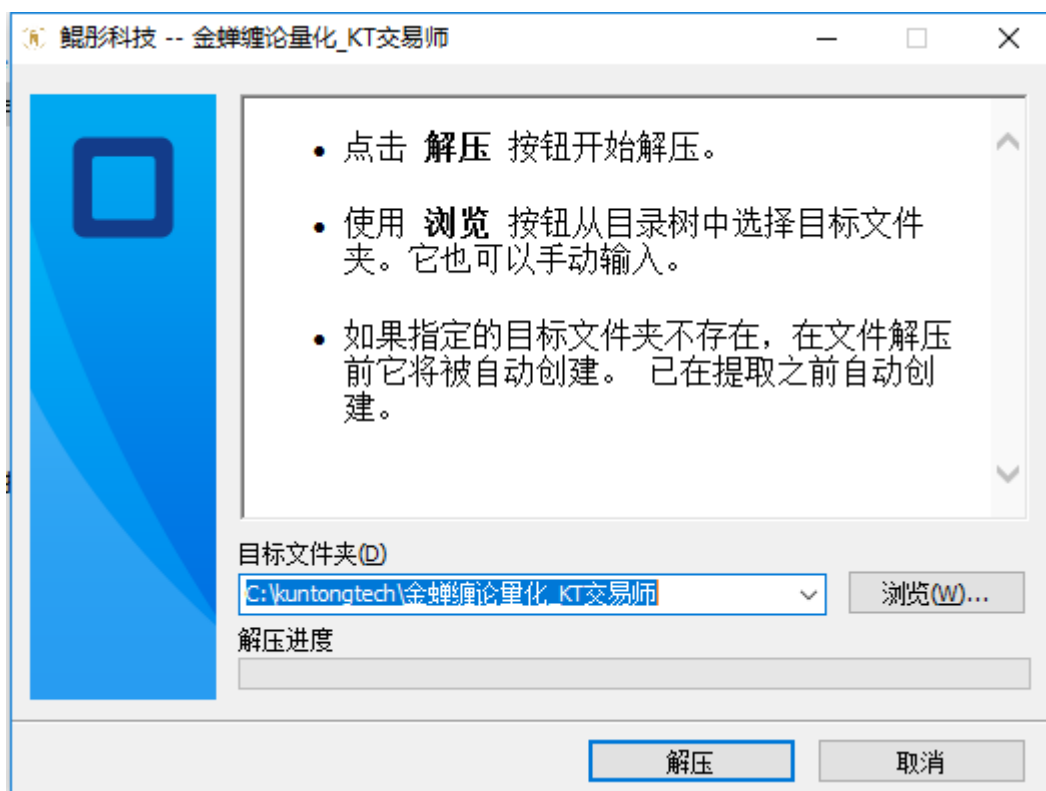 鲲彤科技 -- 金蝉缠论量化_KT交易师
点击 解压 按钮开始解压。
使用 浏览 按钮从目录树中选择目标文件
夹。它也可以手动输入。
如果指定的目标文件夹不存在，在文件解压
前它将被自动创建。 已在提取之前自动创
建。
目标文件夹(D)
C:\kuntongtech\金蝉缠论量化_KT交易师
浏览(W)...
解压进度
解压
取消